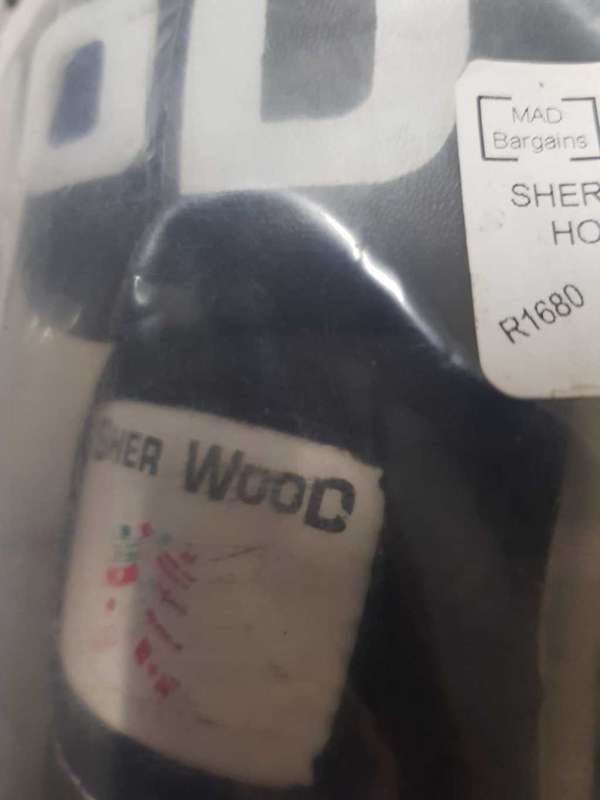 MAD
Bargains
SHER
HO
R1680
SHER WOOD